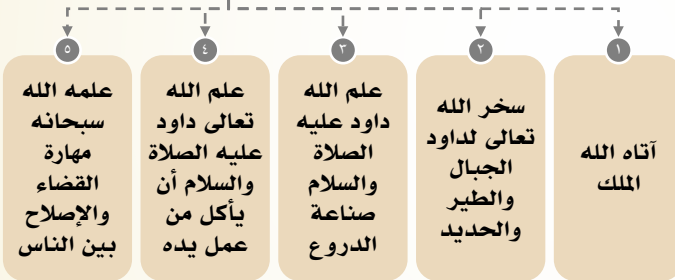 ١
آتاه الله
الملك
٢
سخر الله
تعالى لداود
الجبال
والطير
والحديد
٣
علم الله
داود عليه
الصلاة
والسلام
صناعة
الدروع
٤
علم الله
تعالى داود
عليه الصلاة
والسلام أن
يأكل من
عمل يده
٥
علمه الله
سبحانه
مهارة
القضاء
والإصلاح
بين الناس